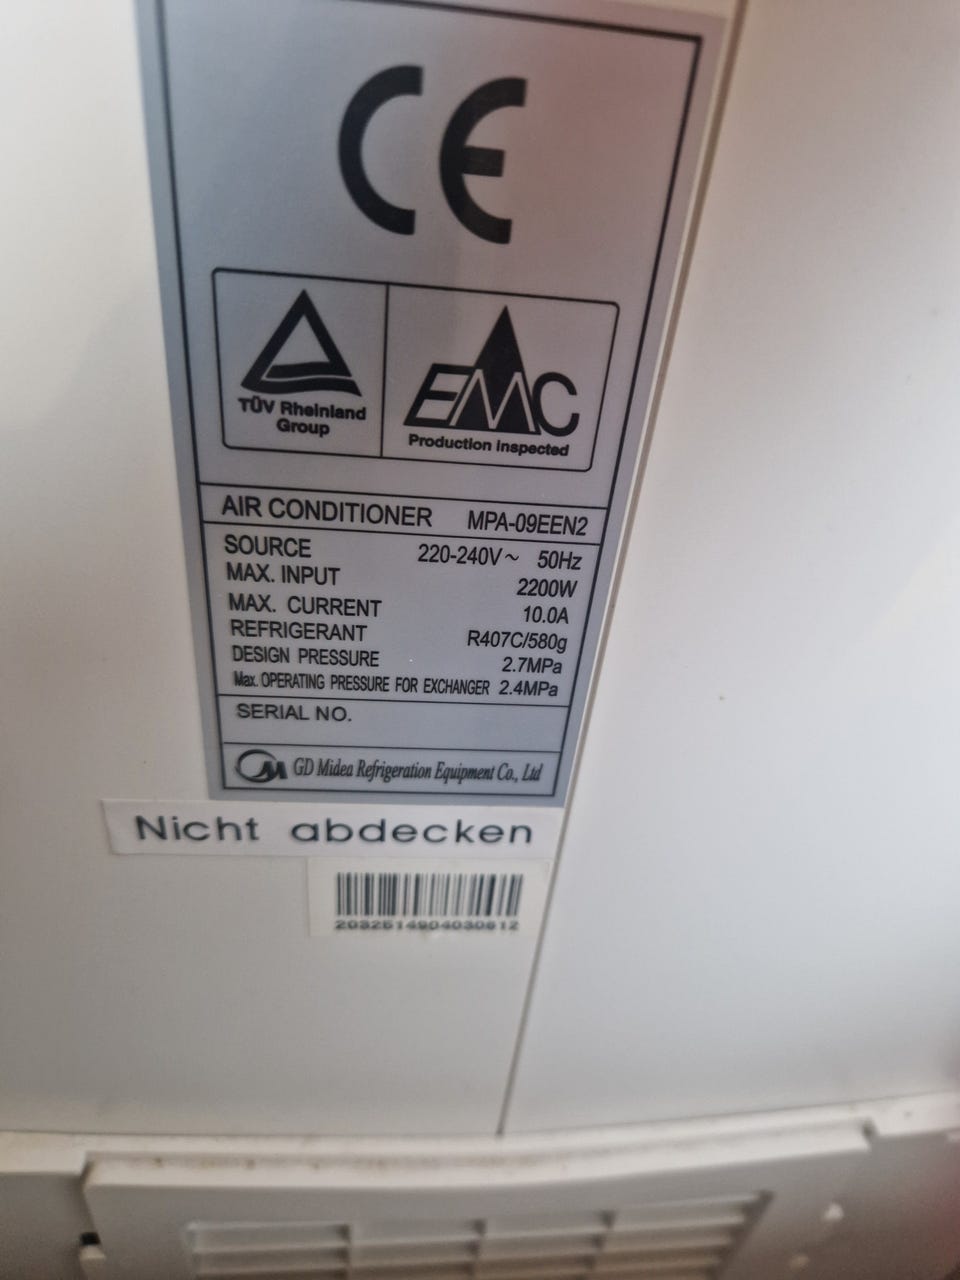 CE
TÜV Rheinland
Group
EMC
Production inspected
AIR CONDITIONER MPA-09EEN2
SOURCE 220-240V~ 50Hz
MAX. INPUT 2200W
MAX. CURRENT 10.0A
REFRIGERANT R407C/580g
DESIGN PRESSURE 2.7MPa
Max. OPERATING PRESSURE FOR EXCHANGER 2.4MPa
SERIAL NO.
GD Midea Refrigeration Equipment Co., Ltd
Nicht abdecken